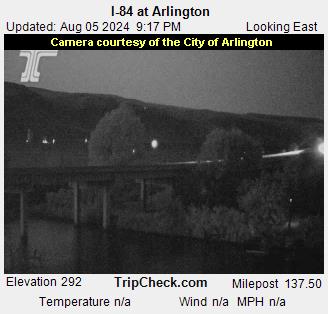 I-84 at Arlington
Updated: Aug 05 2024 9:17 PM Looking East
Camera courtesy of the City of Arlington
Elevation 292 TripCheck.com Milepost 137.50
Temperature n/a Wind n/a MPH n/a